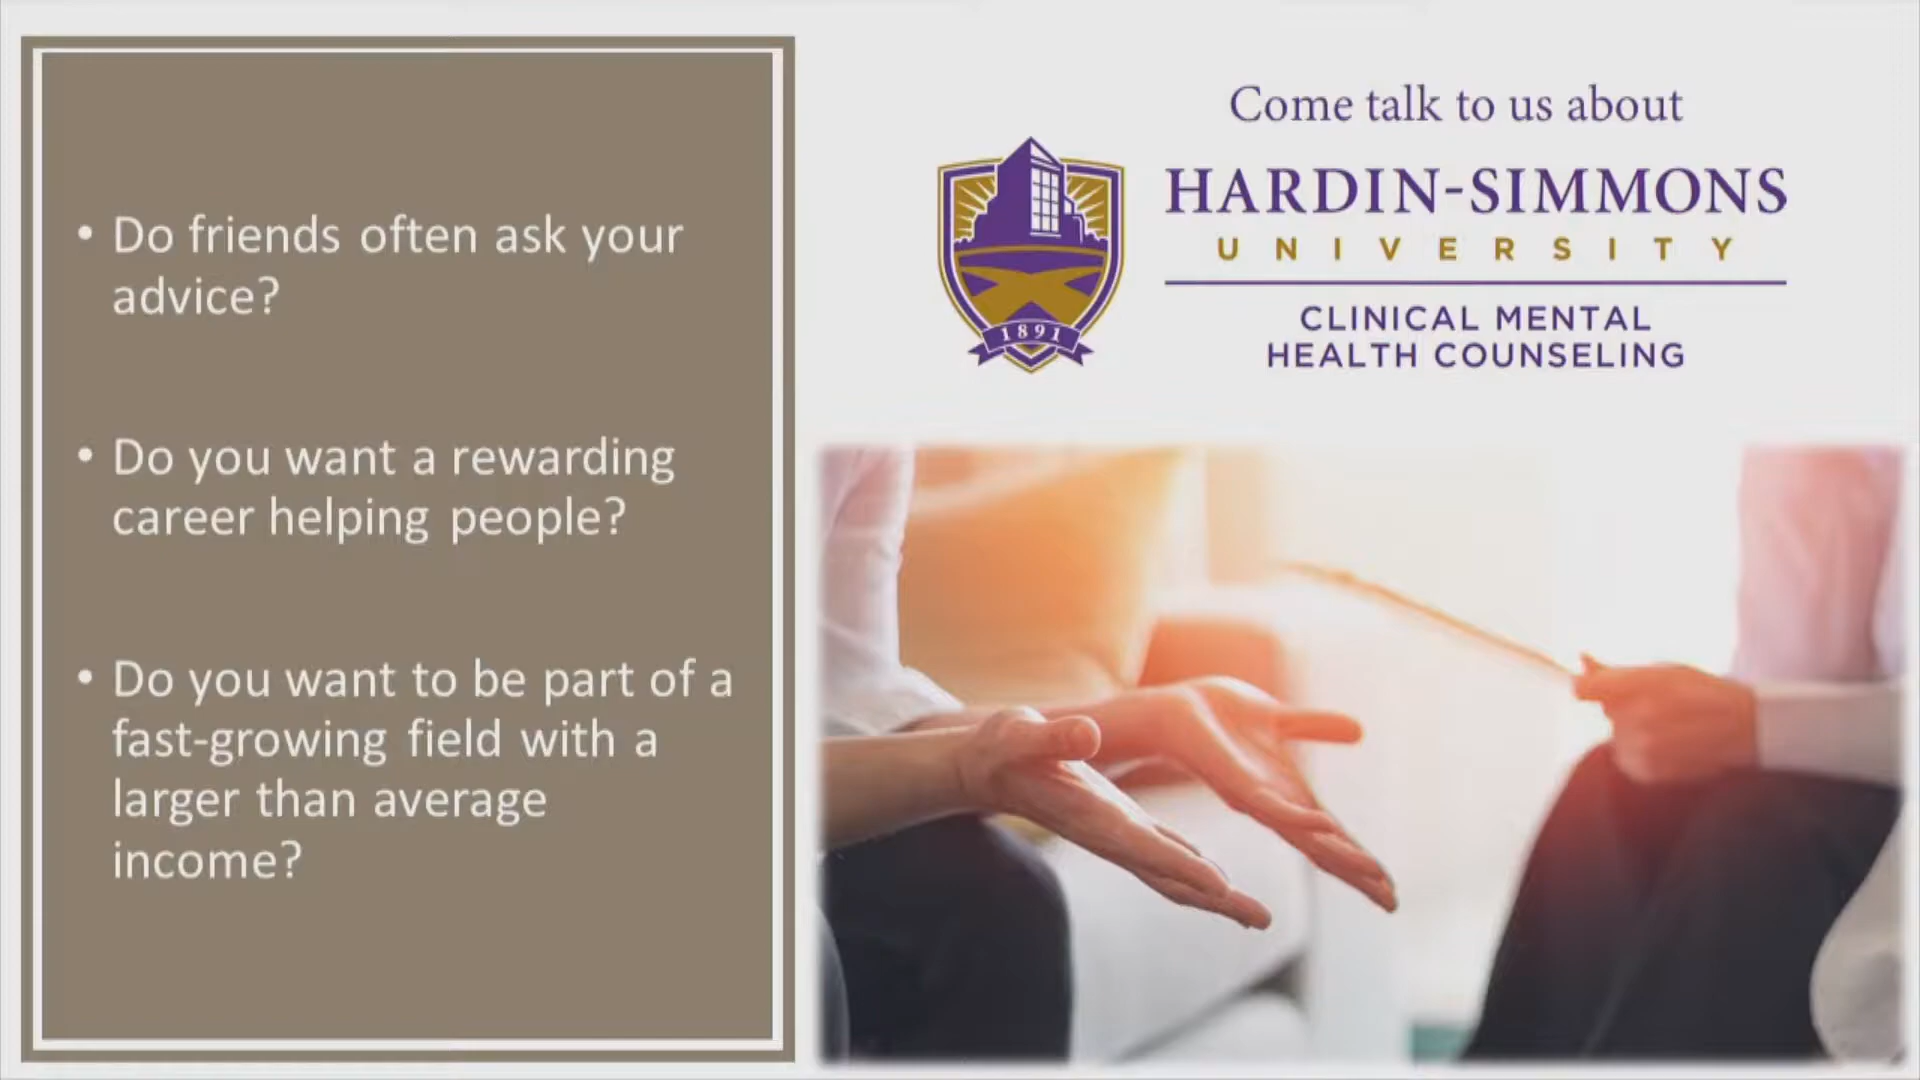 • Do friends often ask your
advice?
• Do you want a rewarding
career helping people?
• Do you want to be part of a
fast-growing field with a
larger than average
income?
Come talk to us about
HARDIN-SIMMONS
UNIVERSITY
CLINICAL MENTAL
HEALTH COUNSELING
1891